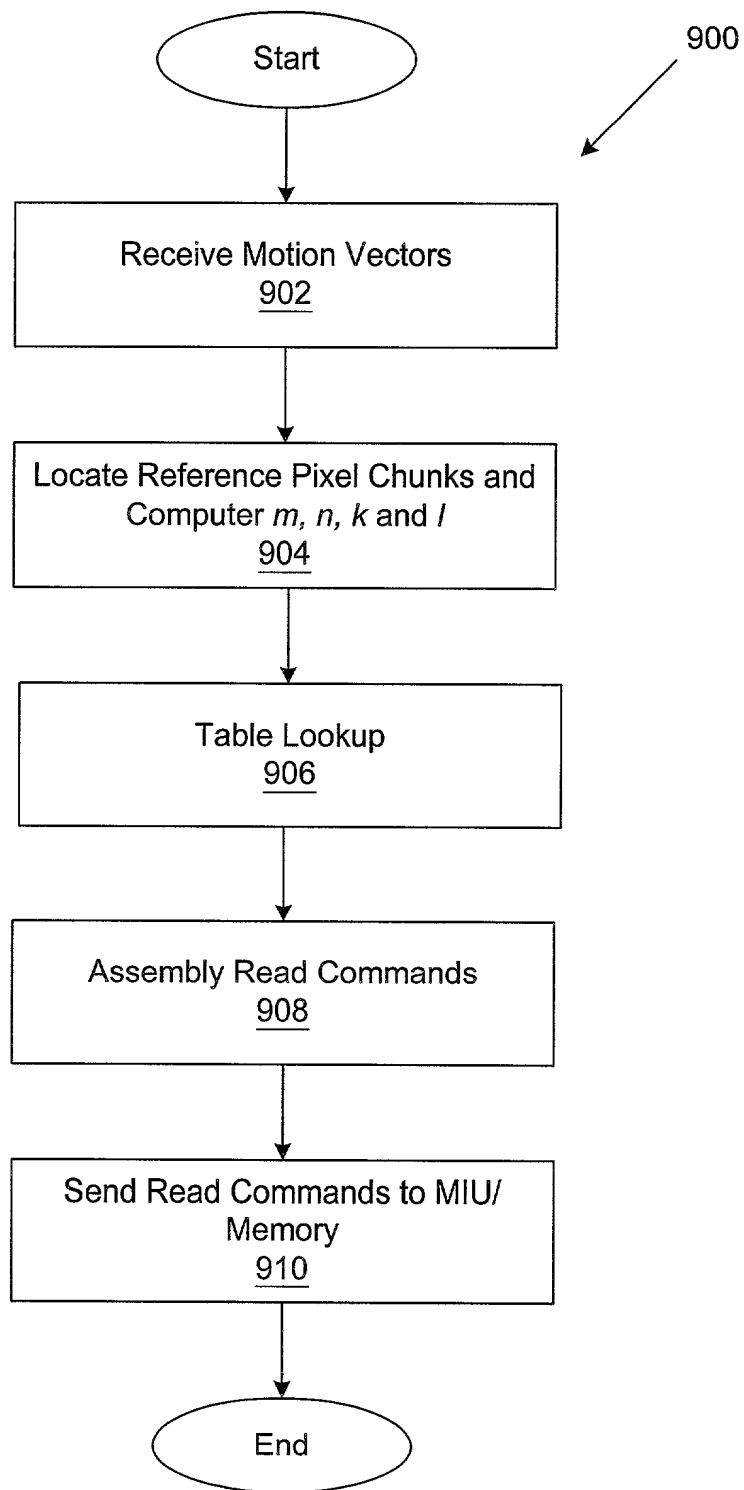 Start
900
Receive Motion Vectors
902
Locate Reference Pixel Chunks and
Computer m, n, k and l
904
Table Lookup
906
Assembly Read Commands
908
Send Read Commands to MIU/
Memory
910
End